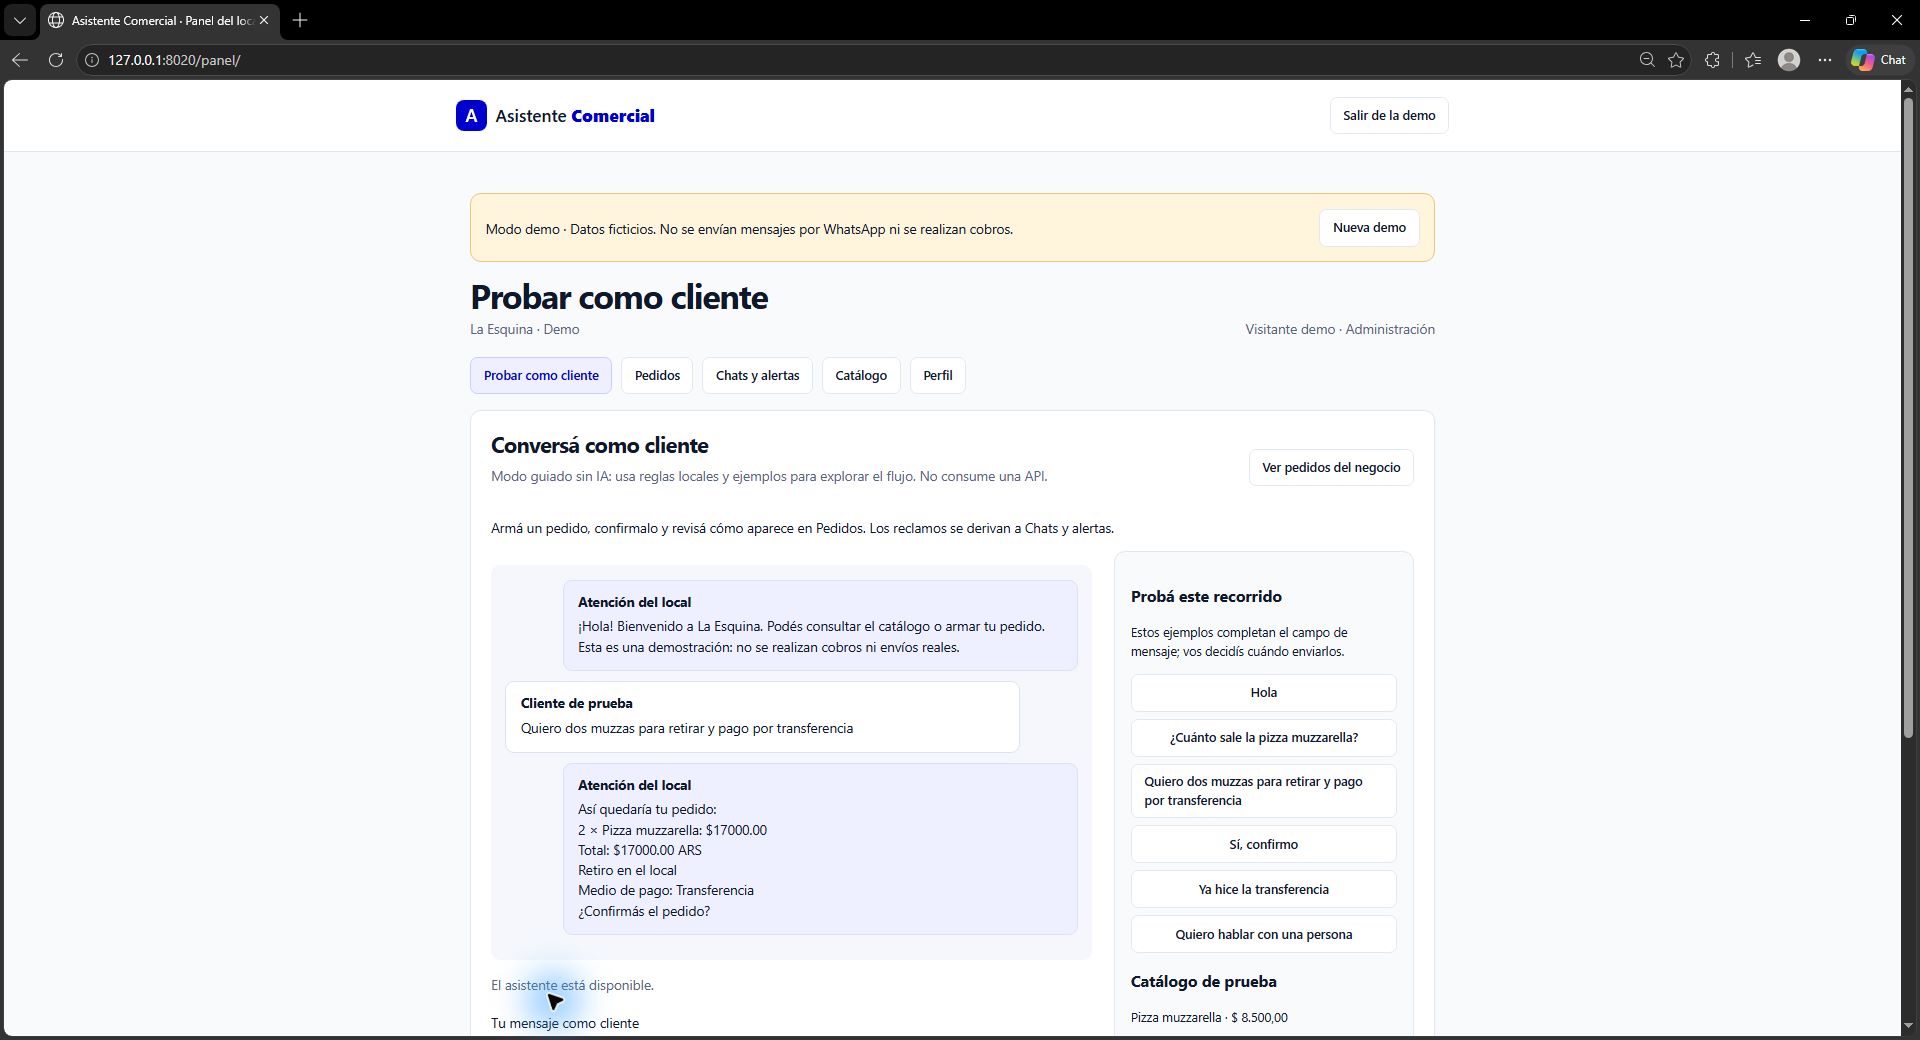 Asistente Comercial · Panel del loc
127.0.0.1:8020/panel/
Chat
A
Asistente Comercial
Salir de la demo
Modo demo · Datos ficticios. No se envían mensajes por WhatsApp ni se realizan cobros.
Nueva demo
Probar como cliente
La Esquina · Demo
Visitante demo · Administración
Probar como cliente
Pedidos
Chats y alertas
Catálogo
Perfil
Conversá como cliente
Modo guiado sin IA: usa reglas locales y ejemplos para explorar el flujo. No consume una API.
Ver pedidos del negocio
Armá un pedido, confirmalo y revisá cómo aparece en Pedidos. Los reclamos se derivan a Chats y alertas.
Atención del local
¡Hola! Bienvenido a La Esquina. Podés consultar el catálogo o armar tu pedido.
Esta es una demostración: no se realizan cobros ni envíos reales.
Cliente de prueba
Quiero dos muzzas para retirar y pago por transferencia
Atención del local
Así quedaría tu pedido:
2 × Pizza muzzarella: $17000.00
Total: $17000.00 ARS
Retiro en el local
Medio de pago: Transferencia
¿Confirmás el pedido?
El asistente está disponible.
Tu mensaje como cliente
Probá este recorrido
Estos ejemplos completan el campo de
mensaje; vos decidís cuándo enviarlos.
Hola
¿Cuánto sale la pizza muzzarella?
Quiero dos muzzas para retirar y pago
por transferencia
Sí, confirmo
Ya hice la transferencia
Quiero hablar con una persona
Catálogo de prueba
Pizza muzzarella · $ 8.500,00